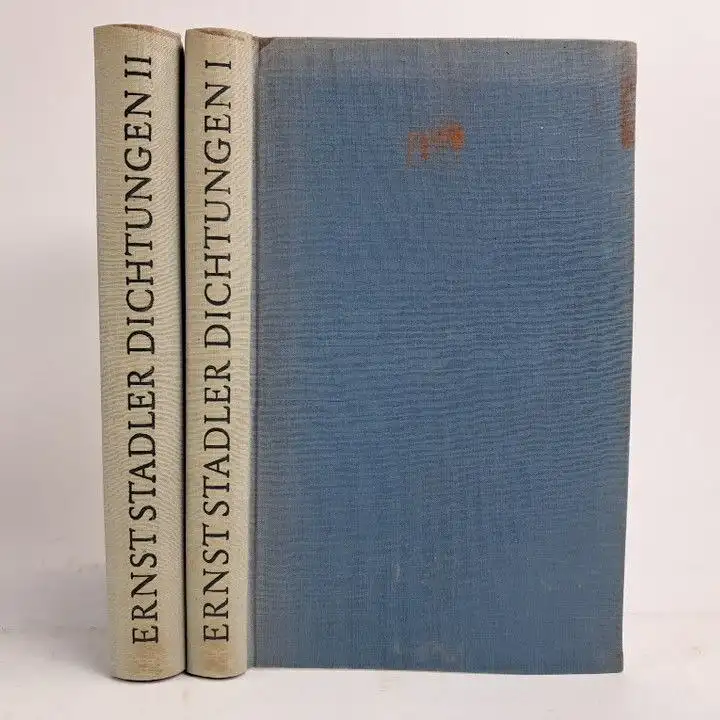 ERNST STADLER DICHTUNGEN II
ERNST STADLER DICHTUNGEN I